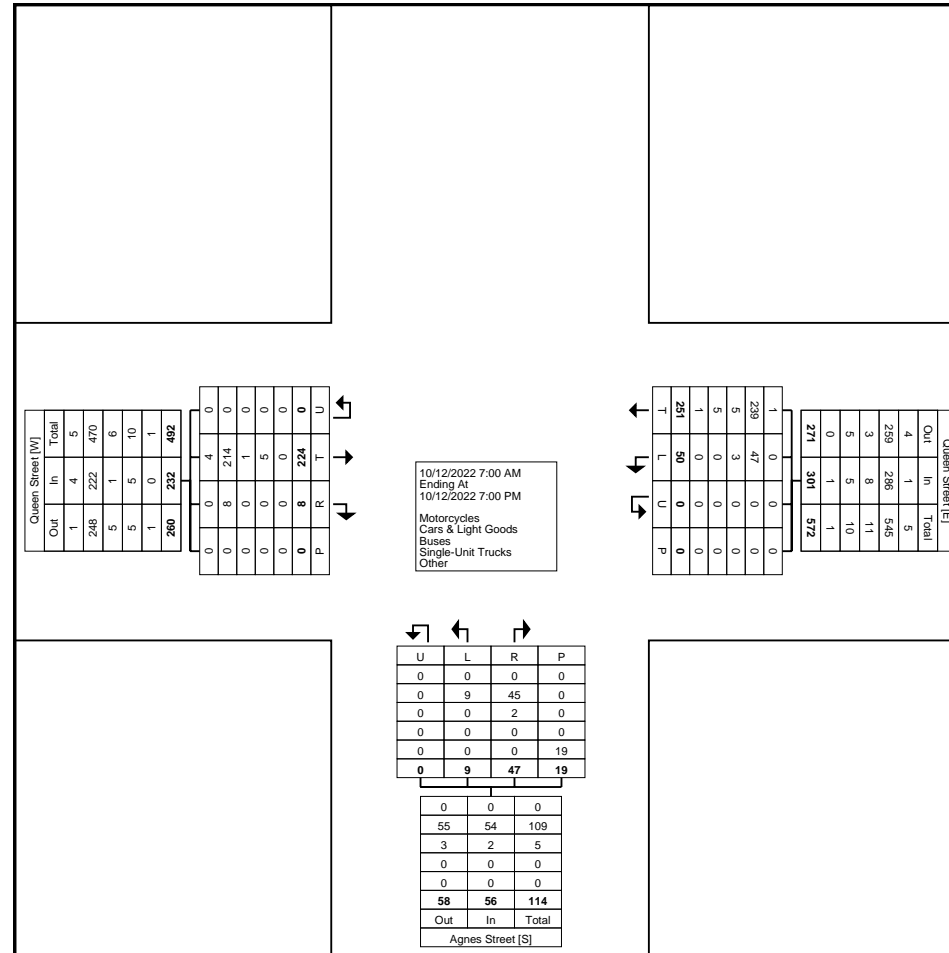 U T R P
0 224 8 0
0 0 0 0
0 5 0 0
0 1 0 0
0 214 8 0
0 4 0 0
492 232 260
1 0 1
10 5 5
6 1 5
470 222 248
5 4 1
Total In Out
Queen Street [W]
10/12/2022 7:00 AM
Ending At
10/12/2022 7:00 PM
Motorcycles
Cars & Light Goods
Buses
Single-Unit Trucks
Other
Queen Street [E]
Out In Total
4 1 5
259 286 545
3 8 11
5 5 10
0 1 1
271 301 572
1 0 0 0
239 47 0 0
5 3 0 0
5 0 0 0
1 0 0 0
251 50 0 0
T L U P
U L R P
0 0 0 0
0 9 45 0
0 0 2 0
0 0 0 0
0 0 0 19
0 9 47 19
0 0 0
55 54 109
3 2 5
0 0 0
0 0 0
58 56 114
Out In Total
Agnes Street [S]